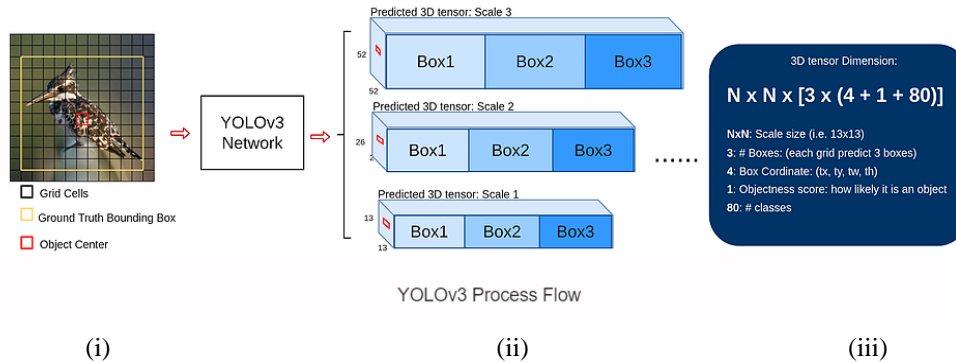 Predicted 3D tensor: Scale 3
52
52
Box1
Box2
Box3
Predicted 3D tensor: Scale 2
26
2
Box1
Box2
Box3
Predicted 3D tensor: Scale 1
13
13
Box1
Box2
Box3
YOLOv3
Network
Grid Cells
Ground Truth Bounding Box
Object Center
......
3D tensor Dimension:
N x N x [3 x (4 + 1 + 80)]
NxN: Scale size (i.e. 13x13)
3: # Boxes: (each grid predict 3 boxes)
4: Box Cordinate: (tx, ty, tw, th)
1: Objectness score: how likely it is an object
80: # classes
YOLOv3 Process Flow
(i)
(ii)
(iii)